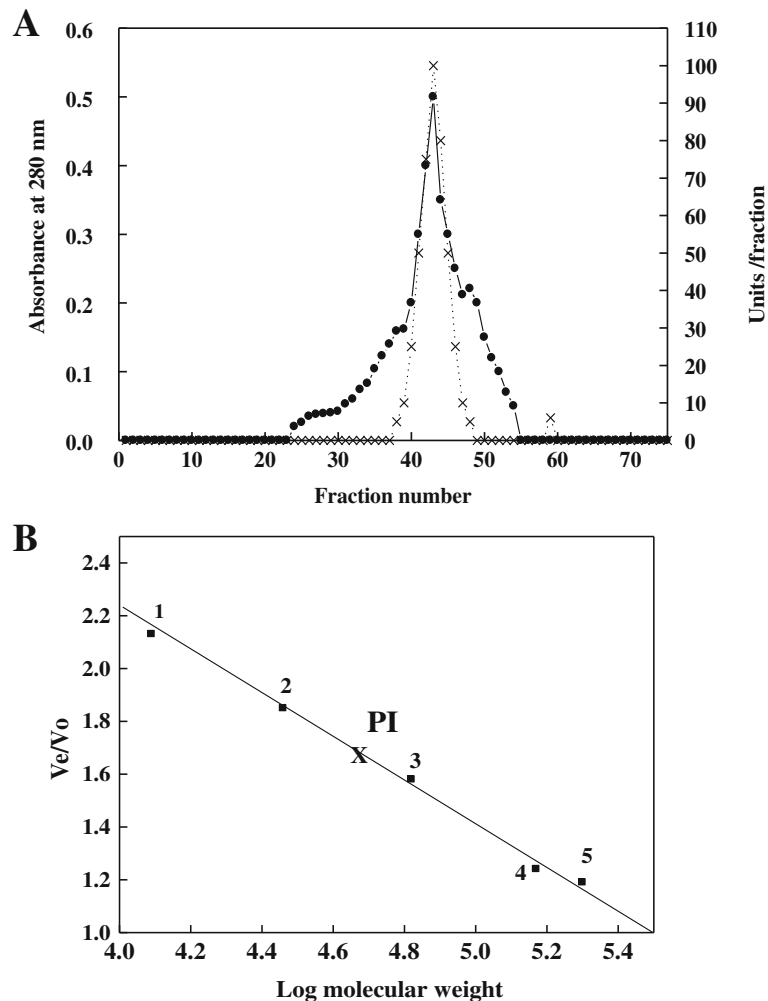 A
0.6
0.5
0.4
0.3
0.2
0.1
0.0
Absorbance at 280 nm
110
100
90
80
70
60
50
40
30
20
10
0
Units /fraction
0 10 20 30 40 50 60 70
Fraction number
B
2.4
2.2
2.0
1.8
1.6
1.4
1.2
1.0
Ve/Vo
1
2
PI
X
3
4
5
4.0 4.2 4.4 4.6 4.8 5.0 5.2 5.4
Log molecular weight